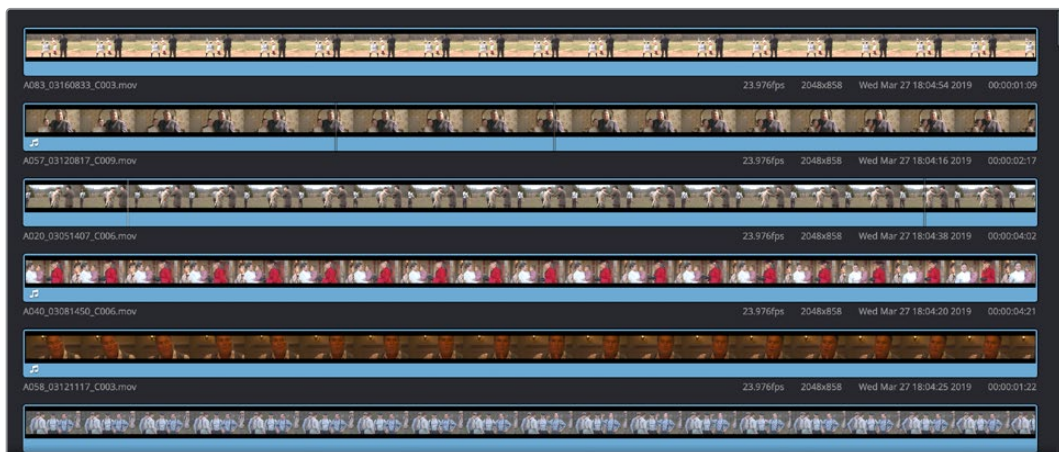 A083_03160833_C003.mov 23.976fps 2048x858 Wed Mar 27 18:04:54 2019 00:00:01:09
A057_03120817_C009.mov 23.976fps 2048x858 Wed Mar 27 18:04:16 2019 00:00:02:17
A020_03051407_C006.mov 23.976fps 2048x858 Wed Mar 27 18:04:38 2019 00:00:04:02
A040_03081450_C006.mov 23.976fps 2048x858 Wed Mar 27 18:04:20 2019 00:00:04:21
A058_03121117_C003.mov 23.976fps 2048x858 Wed Mar 27 18:04:25 2019 00:00:01:22